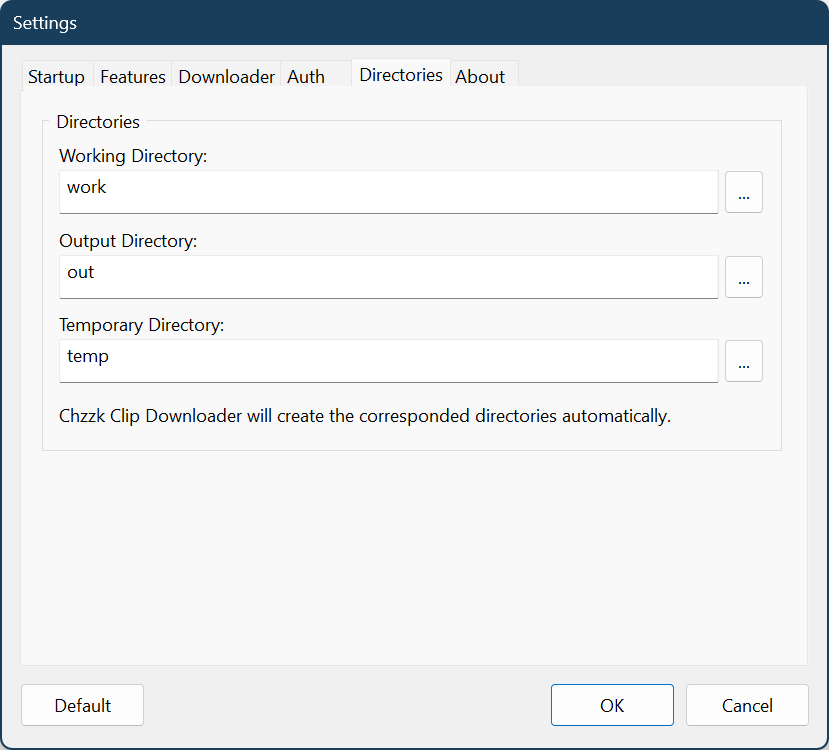 Settings
Startup Features Downloader Auth Directories About
Directories
Working Directory:
work
...
Output Directory:
out
...
Temporary Directory:
temp
...
Chzzk Clip Downloader will create the corresponded directories automatically.
Default OK Cancel